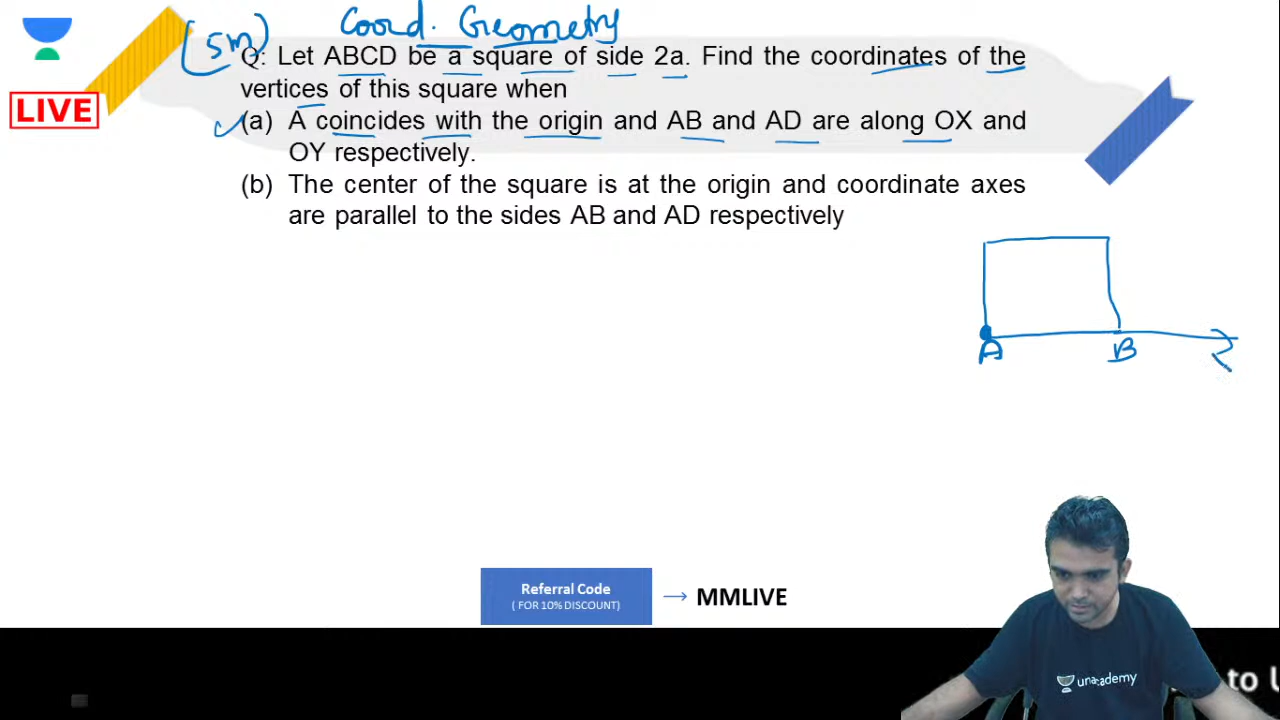 Coord. Geometry
(5m)
Q: Let ABCD be a square of side 2a. Find the coordinates of the
vertices of this square when
LIVE
(a) A coincides with the origin and AB and AD are along OX and
OY respectively.
(b) The center of the square is at the origin and coordinate axes
are parallel to the sides AB and AD respectively
A B
Referral Code
( FOR 10% DISCOUNT)
→ MMLIVE
unacademy
to